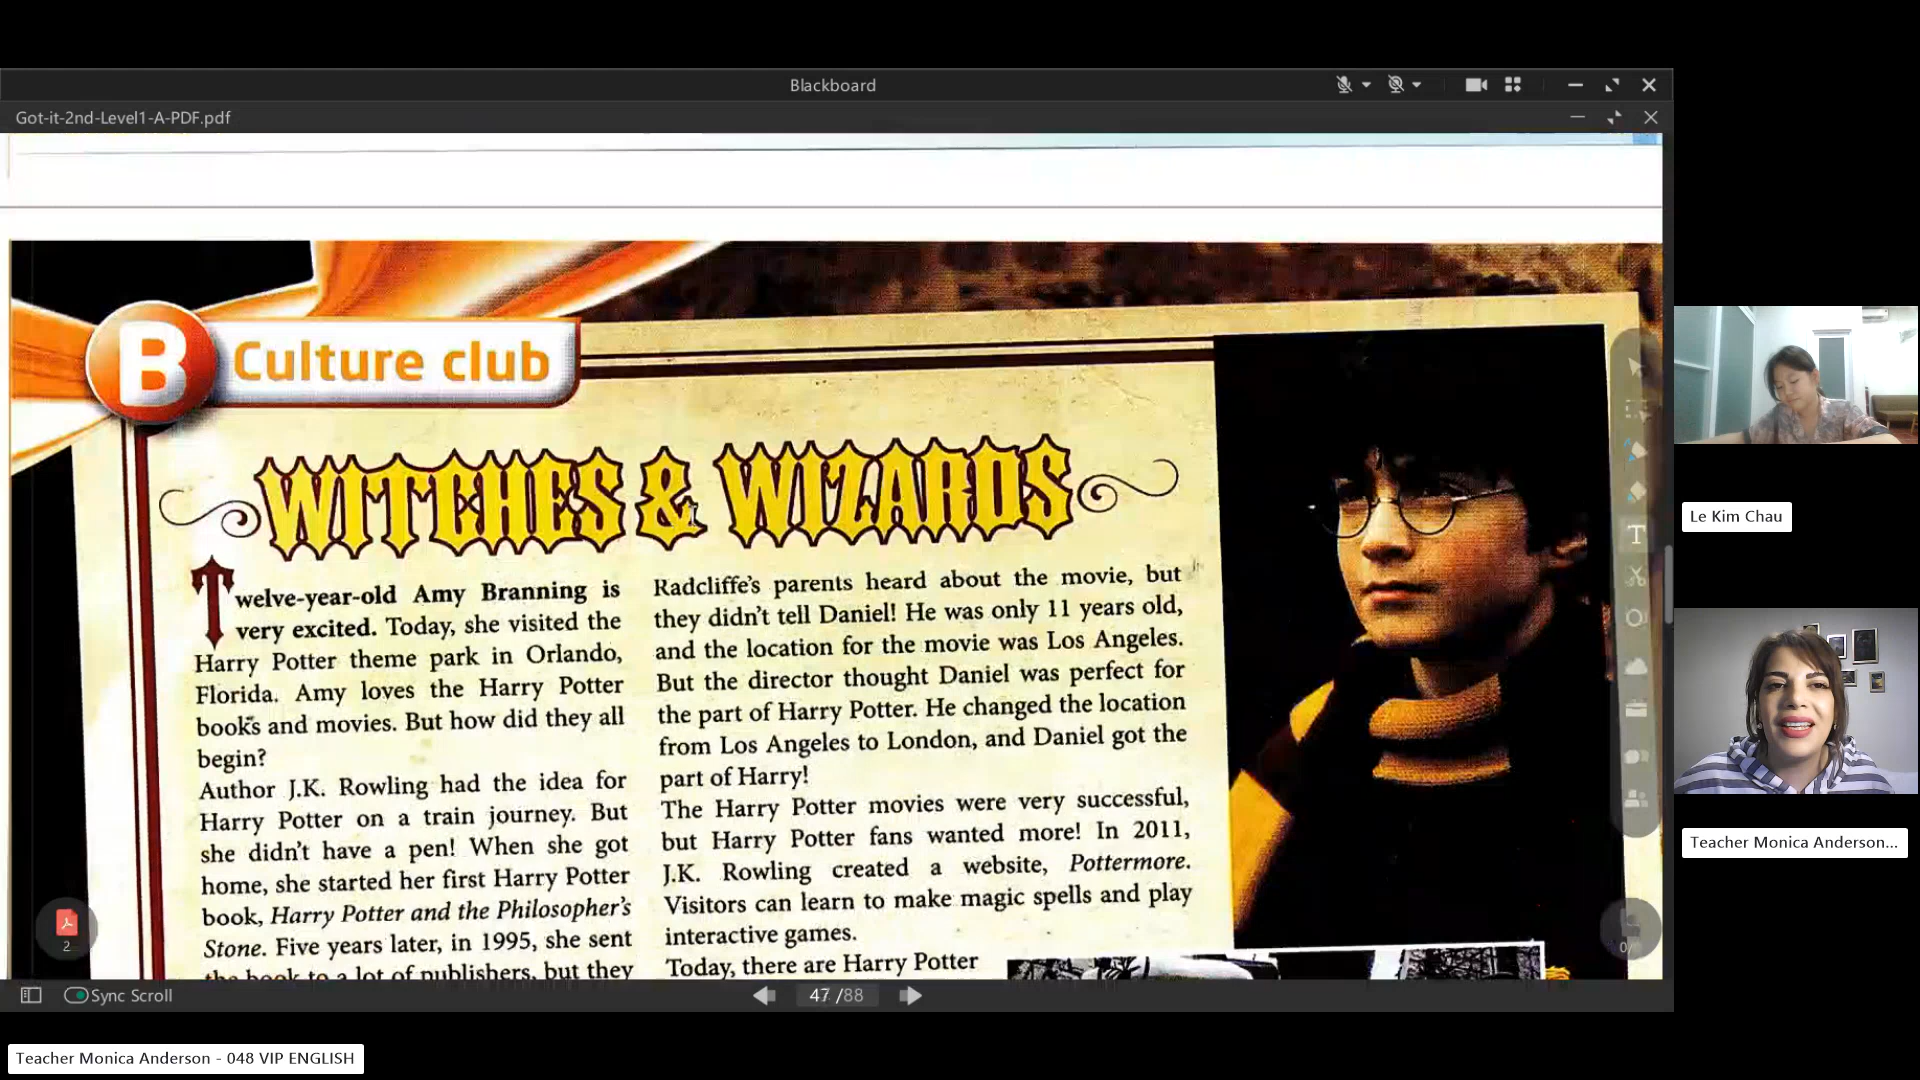 Blackboard
Got-it-2nd-Level1-A-PDF.pdf
B Culture club
WITCHES & WIZARDS
Twelve-year-old Amy Branning is
very excited. Today, she visited the
Harry Potter theme park in Orlando,
Florida. Amy loves the Harry Potter
books and movies. But how did they all
begin?
Author J.K. Rowling had the idea for
Harry Potter on a train journey. But
she didn't have a pen! When she got
home, she started her first Harry Potter
book, Harry Potter and the Philosopher's
Stone. Five years later, in 1995, she sent
the book to a lot of publishers, but they
Radcliffe's parents heard about the movie, but
they didn't tell Daniel! He was only 11 years old,
and the location for the movie was Los Angeles.
But the director thought Daniel was perfect for
the part of Harry Potter. He changed the location
from Los Angeles to London, and Daniel got the
part of Harry!
The Harry Potter movies were very successful,
but Harry Potter fans wanted more! In 2011,
J.K. Rowling created a website, Pottermore.
Visitors can learn to make magic spells and play
interactive games.
Today, there are Harry Potter
T
2
0/
Sync Scroll
47 /88
Le Kim Chau
Teacher Monica Anderson...
Teacher Monica Anderson - 048 VIP ENGLISH